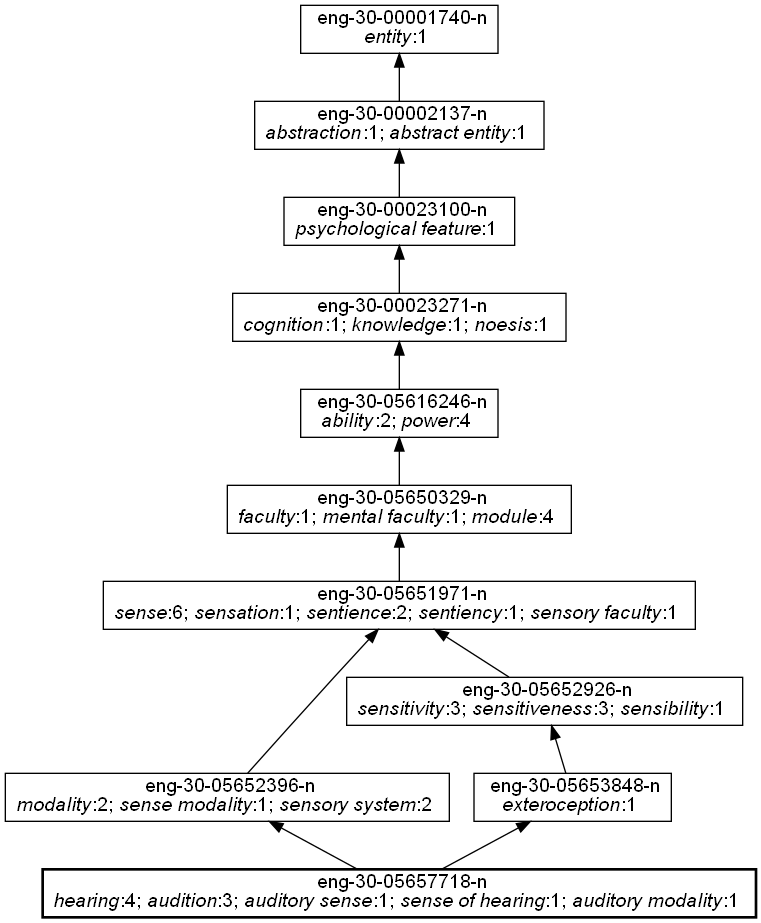 eng-30-00001740-n
entity:1
eng-30-00002137-n
abstraction:1; abstract entity:1
eng-30-00023100-n
psychological feature:1
eng-30-00023271-n
cognition:1; knowledge:1; noesis:1
eng-30-05616246-n
ability:2; power:4
eng-30-05650329-n
faculty:1; mental faculty:1; module:4
eng-30-05651971-n
sense:6; sensation:1; sentience:2; sentiency:1; sensory faculty:1
eng-30-05652926-n
sensitivity:3; sensitiveness:3; sensibility:1
eng-30-05652396-n
modality:2; sense modality:1; sensory system:2
eng-30-05653848-n
exteroception:1
eng-30-05657718-n
hearing:4; audition:3; auditory sense:1; sense of hearing:1; auditory modality:1